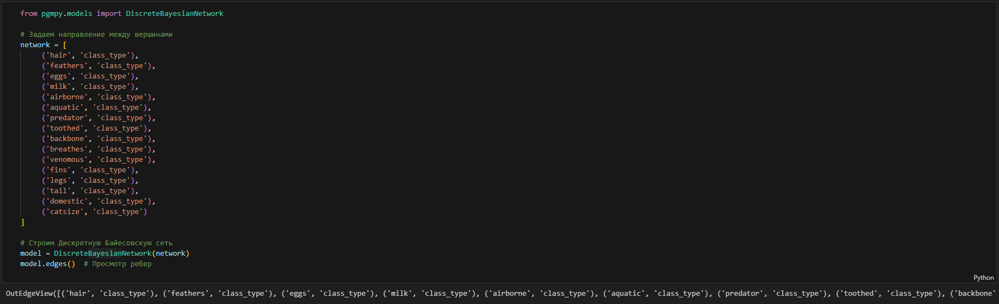 from pgmpy.models import DiscreteBayesianNetwork
# Задаем направление между вершинами
network = [
('hair', 'class_type'),
('feathers', 'class_type'),
('eggs', 'class_type'),
('milk', 'class_type'),
('airborne', 'class_type'),
('aquatic', 'class_type'),
('predator', 'class_type'),
('toothed', 'class_type'),
('backbone', 'class_type'),
('breathes', 'class_type'),
('venomous', 'class_type'),
('fins', 'class_type'),
('legs', 'class_type'),
('tail', 'class_type'),
('domestic', 'class_type'),
('catsize', 'class_type')
]
# Строим Дискретную Байесовскую сеть
model = DiscreteBayesianNetwork(network)
model.edges()  # Просмотр ребер
Python
OutEdgeView([('hair', 'class_type'), ('feathers', 'class_type'), ('eggs', 'class_type'), ('milk', 'class_type'), ('airborne', 'class_type'), ('aquatic', 'class_type'), ('predator', 'class_type'), ('toothed', 'class_type'), ('backbone'